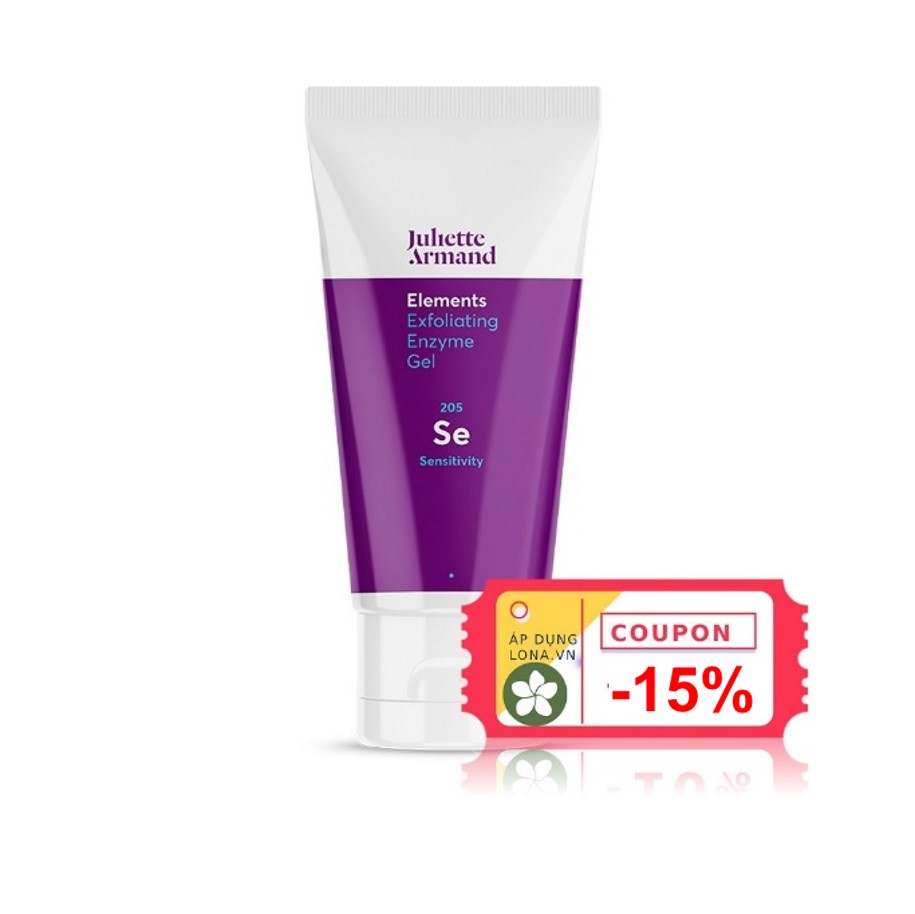 Juliette
Armand
Elements
Exfoliating
Enzyme
Gel
205
Se
Sensitivity
ÁP DỤNG
LONA.VN
COUPON
-15%